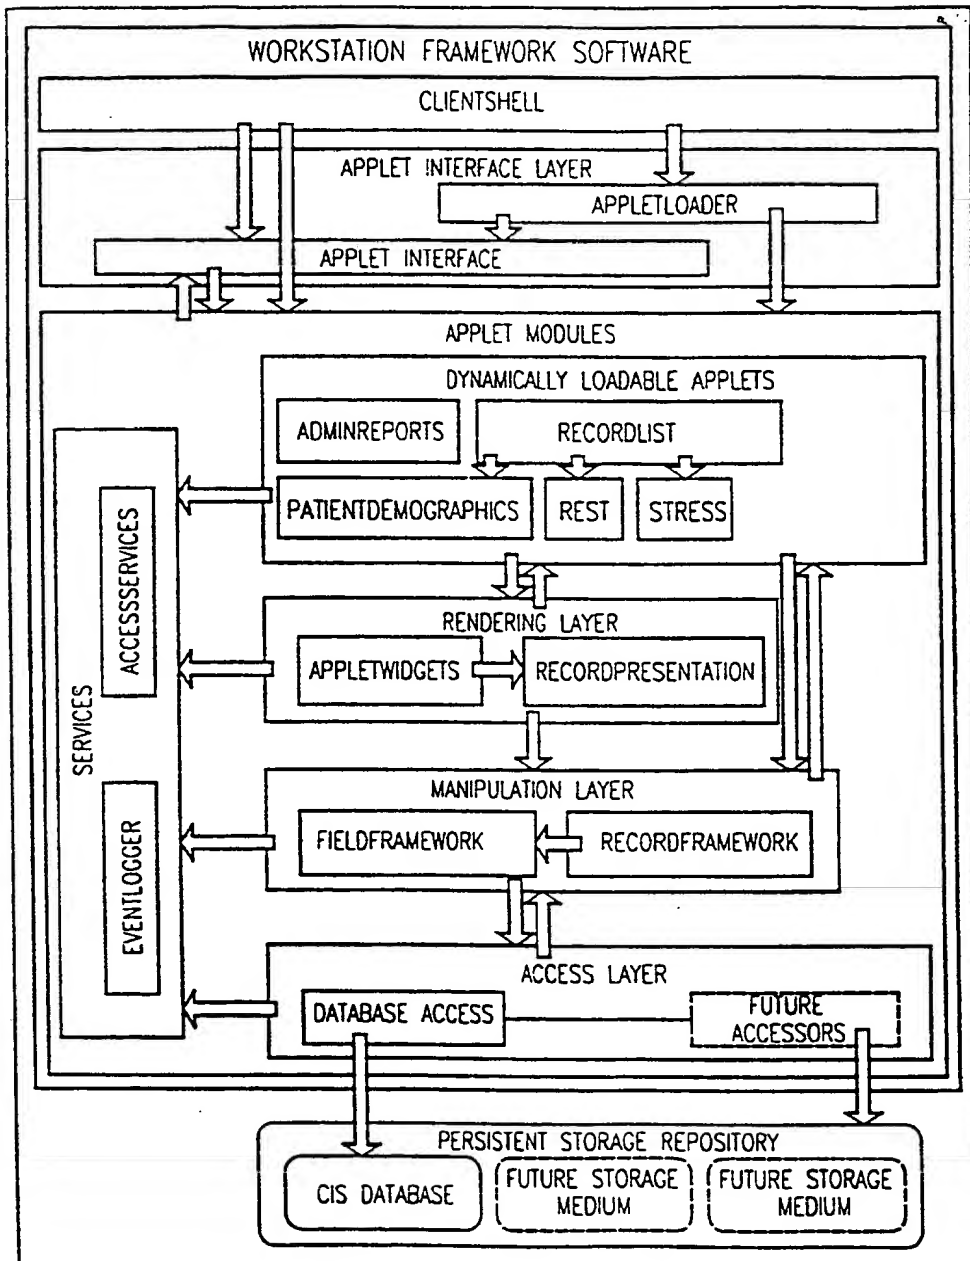 WORKSTATION FRAMEWORK SOFTWARE
CLIENTSHELL
APPLET INTERFACE LAYER
APPLETLOADER
APPLET INTERFACE
APPLET MODULES
DYNAMICALLY LOADABLE APPLETS
ADMINREPORTS
RECORDLIST
PATIENTDEMOGRAPHICS
REST
STRESS
SERVICES
ACCESSSERVICES
EVENTLOGGER
RENDERING LAYER
APPLETWIDGETS
RECORDPRESENTATION
MANIPULATION LAYER
FIELDFRAMEWORK
RECORDFRAMEWORK
ACCESS LAYER
DATABASE ACCESS
FUTURE
ACCESSORS
PERSISTENT STORAGE REPOSITORY
CIS DATABASE
FUTURE STORAGE
MEDIUM
FUTURE STORAGE
MEDIUM